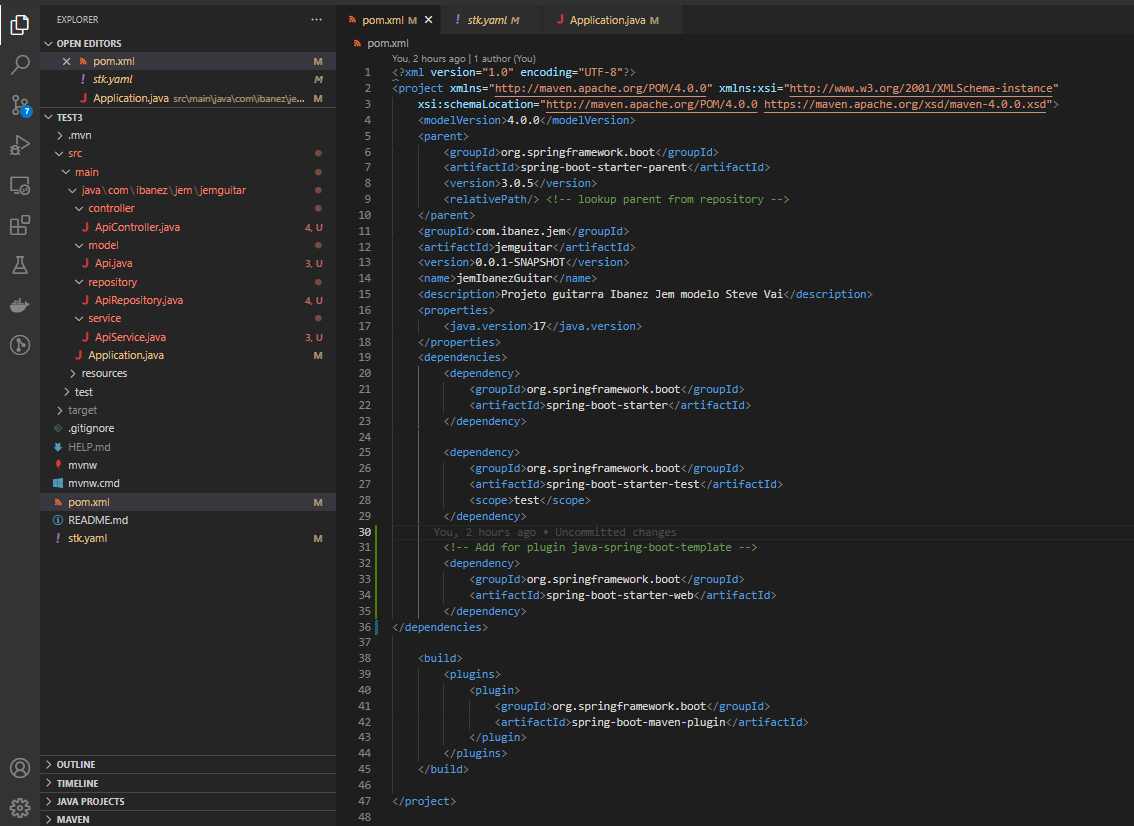 EXPLORER
OPEN EDITORS
pom.xml M
stk.yaml M
Application.java src\main\java\com\ibanez\je... M
TEST3
.mvn
src
main
java\com\ibanez\jem\jemguitar
controller
ApiController.java 4, U
model
Api.java 3, U
repository
ApiRepository.java 4, U
service
ApiService.java 3, U
Application.java M
resources
test
target
.gitignore
HELP.md
mvnw
mvnw.cmd
pom.xml M
README.md
stk.yaml M
OUTLINE
TIMELINE
JAVA PROJECTS
MAVEN
7
pom.xml M
stk.yaml M
Application.java M
pom.xml
You, 2 hours ago | 1 author (You)
1 <?xml version="1.0" encoding="UTF-8"?>
2 <project xmlns="http://maven.apache.org/POM/4.0.0" xmlns:xsi="http://www.w3.org/2001/XMLSchema-instance"
3 xsi:schemaLocation="http://maven.apache.org/POM/4.0.0 https://maven.apache.org/xsd/maven-4.0.0.xsd">
4 <modelVersion>4.0.0</modelVersion>
5 <parent>
6 <groupId>org.springframework.boot</groupId>
7 <artifactId>spring-boot-starter-parent</artifactId>
8 <version>3.0.5</version>
9 <relativePath/> <!-- lookup parent from repository -->
10 </parent>
11 <groupId>com.ibanez.jem</groupId>
12 <artifactId>jemguitar</artifactId>
13 <version>0.0.1-SNAPSHOT</version>
14 <name>jemIbanezGuitar</name>
15 <description>Projeto guitarra Ibanez Jem modelo Steve Vai</description>
16 <properties>
17 <java.version>17</java.version>
18 </properties>
19 <dependencies>
20 <dependency>
21 <groupId>org.springframework.boot</groupId>
22 <artifactId>spring-boot-starter</artifactId>
23 </dependency>
24
25 <dependency>
26 <groupId>org.springframework.boot</groupId>
27 <artifactId>spring-boot-starter-test</artifactId>
28 <scope>test</scope>
29 </dependency>
30 You, 2 hours ago • Uncommitted changes
31 <!-- Add for plugin java-spring-boot-template -->
32 <dependency>
33 <groupId>org.springframework.boot</groupId>
34 <artifactId>spring-boot-starter-web</artifactId>
35 </dependency>
36 </dependencies>
37
38 <build>
39 <plugins>
40 <plugin>
41 <groupId>org.springframework.boot</groupId>
42 <artifactId>spring-boot-maven-plugin</artifactId>
43 </plugin>
44 </plugins>
45 </build>
46
47 </project>
48